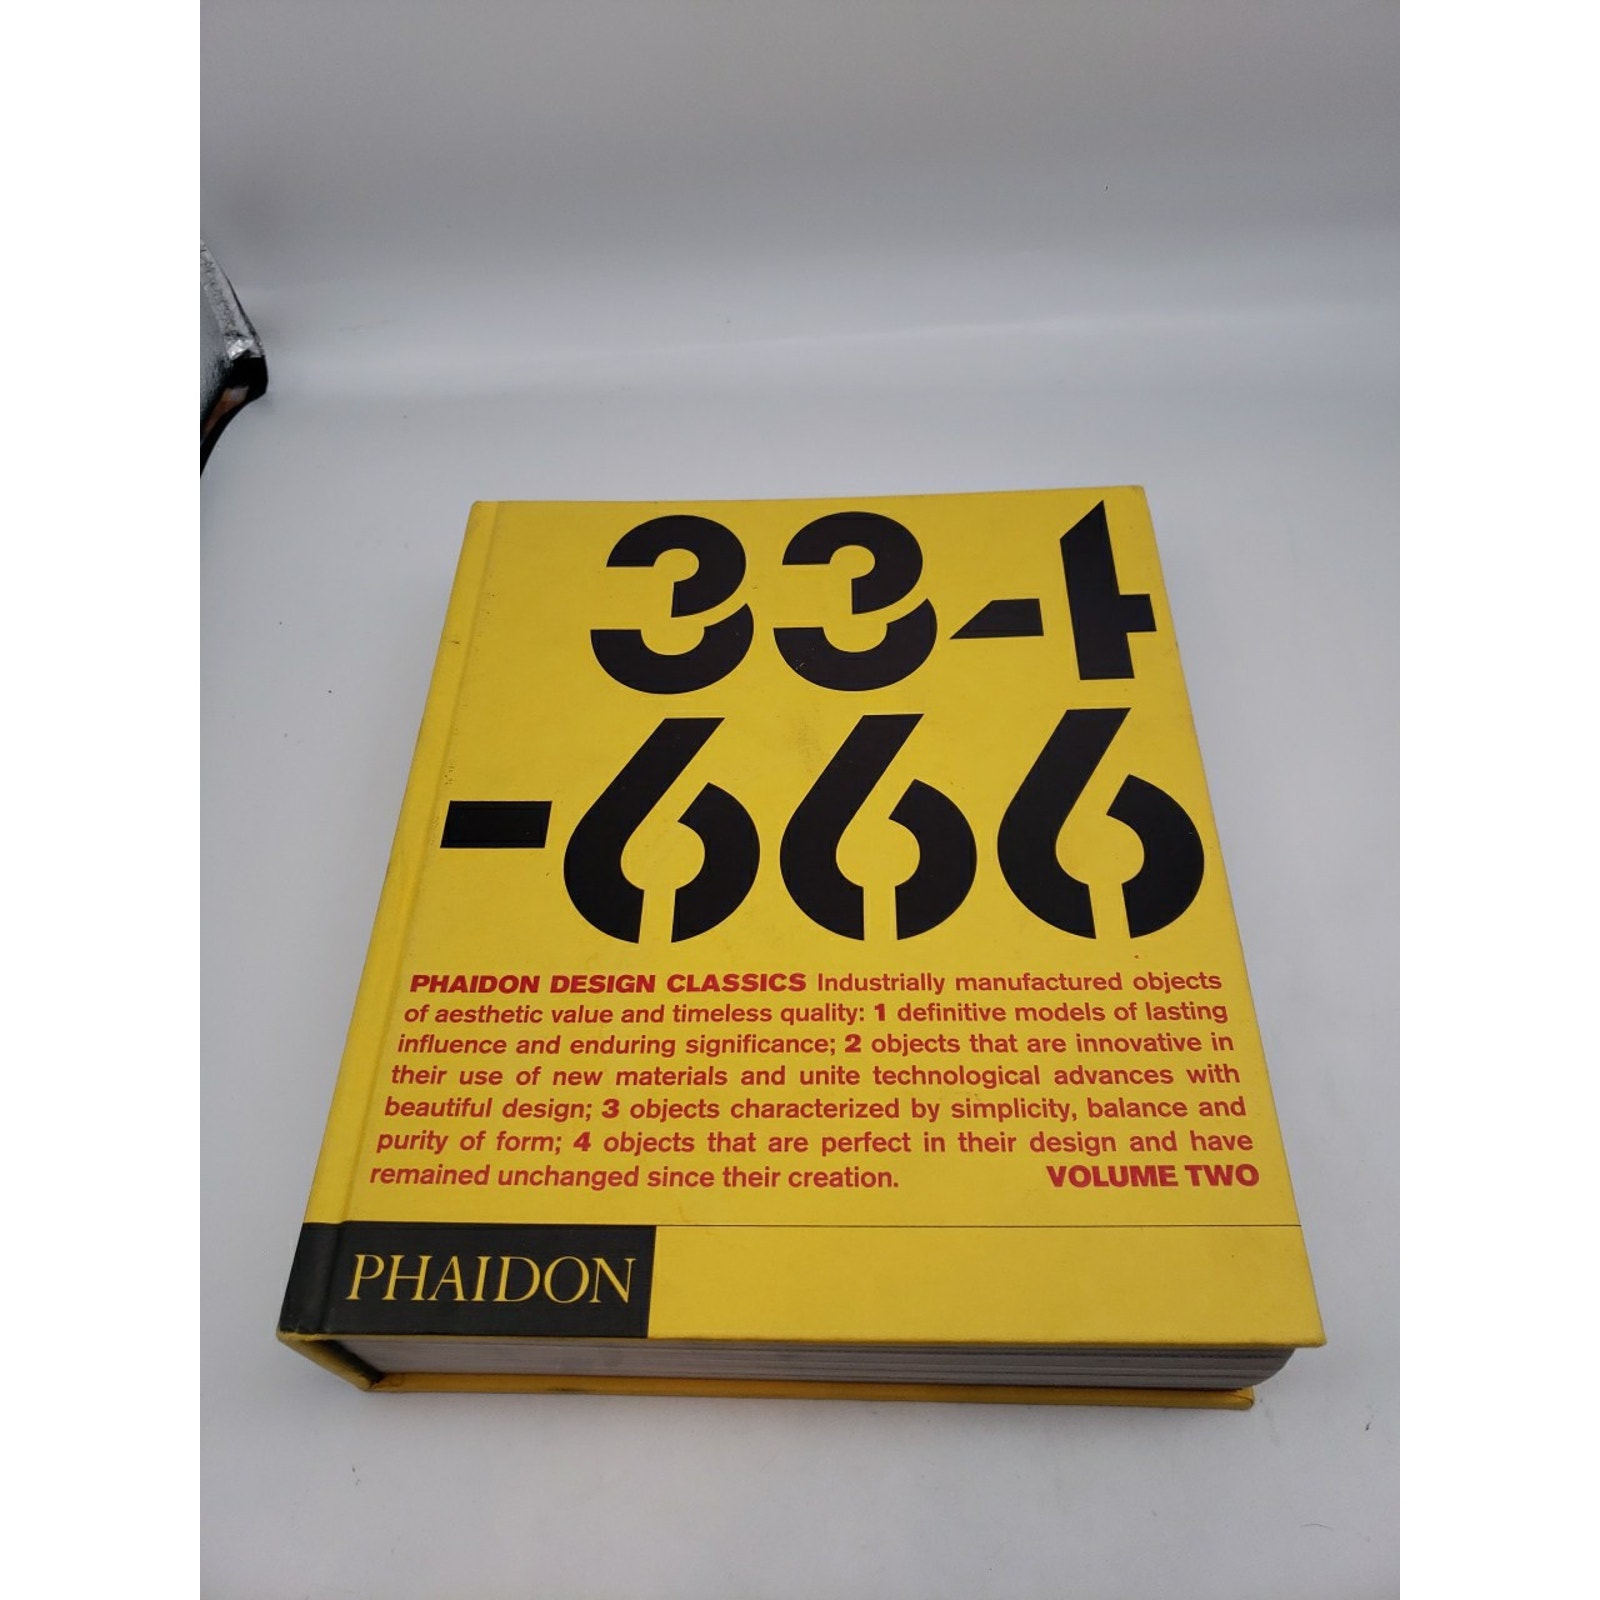 334
-666
PHAIDON DESIGN CLASSICS Industrially manufactured objects
of aesthetic value and timeless quality: 1 definitive models of lasting
influence and enduring significance; 2 objects that are innovative in
their use of new materials and unite technological advances with
beautiful design; 3 objects characterized by simplicity, balance and
purity of form; 4 objects that are perfect in their design and have
remained unchanged since their creation. VOLUME TWO
PHAIDON